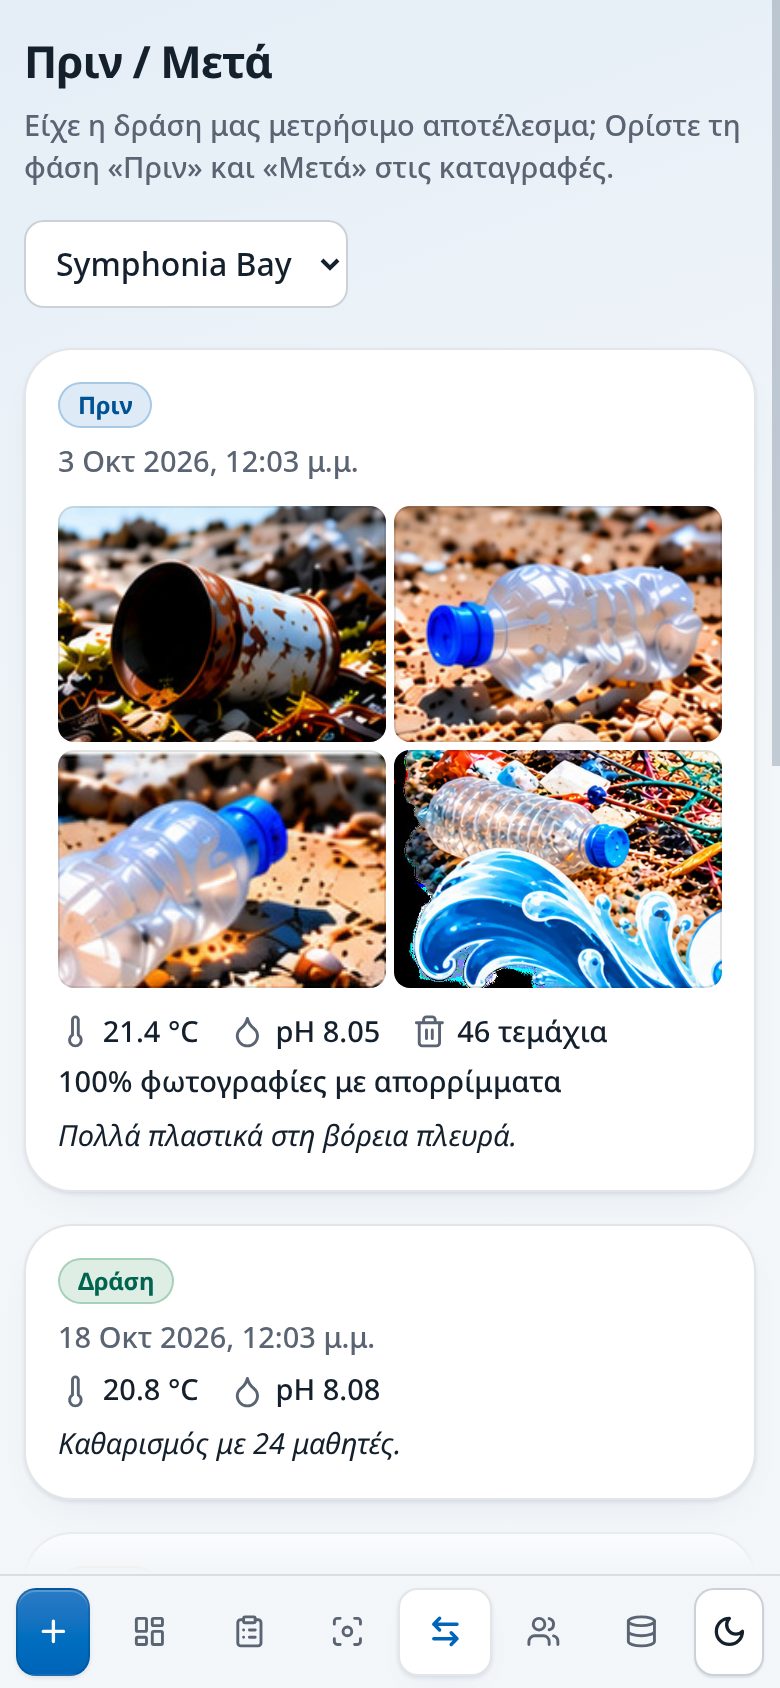 Πριν / Μετά
Είχε η δράση μας μετρήσιμο αποτέλεσμα; Ορίστε τη
φάση «Πριν» και «Μετά» στις καταγραφές.
Symphonia Bay
Πριν
3 Οκτ 2026, 12:03 μ.μ.
21.4 °C pH 8.05 46 τεμάχια
100% φωτογραφίες με απορρίμματα
Πολλά πλαστικά στη βόρεια πλευρά.
Δράση
18 Οκτ 2026, 12:03 μ.μ.
20.8 °C pH 8.08
Καθαρισμός με 24 μαθητές.